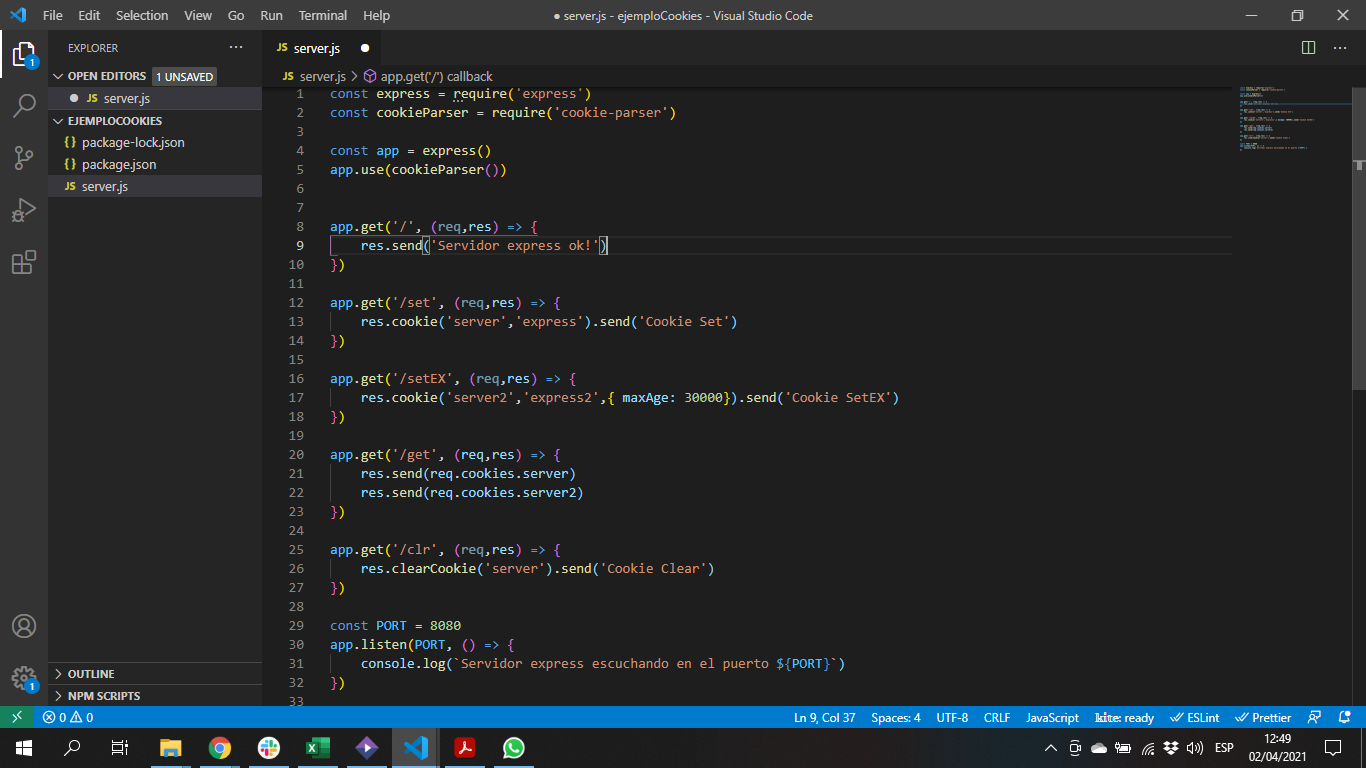 File Edit Selection View Go Run Terminal Help
● server.js - ejemploCookies - Visual Studio Code
EXPLORER
OPEN EDITORS 1 UNSAVED
JS server.js
EJEMPLOCOOKIES
{} package-lock.json
{} package.json
JS server.js
OUTLINE
NPM SCRIPTS
1
1
JS server.js
JS server.js > app.get('/') callback
1 const express = require('express')
2 const cookieParser = require('cookie-parser')
3
4 const app = express()
5 app.use(cookieParser())
6
7
8 app.get('/', (req,res) => {
9 res.send('Servidor express ok!')
10 })
11
12 app.get('/set', (req,res) => {
13 res.cookie('server','express').send('Cookie Set')
14 })
15
16 app.get('/setEX', (req,res) => {
17 res.cookie('server2','express2',{ maxAge: 30000}).send('Cookie SetEX')
18 })
19
20 app.get('/get', (req,res) => {
21 res.send(req.cookies.server)
22 res.send(req.cookies.server2)
23 })
24
25 app.get('/clr', (req,res) => {
26 res.clearCookie('server').send('Cookie Clear')
27 })
28
29 const PORT = 8080
30 app.listen(PORT, () => {
31 console.log(`Servidor express escuchando en el puerto ${PORT}`)
32 })
33
0 0 Ln 9, Col 37 Spaces: 4 UTF-8 CRLF JavaScript kite: ready ESLint Prettier
ESP 12:49
02/04/2021